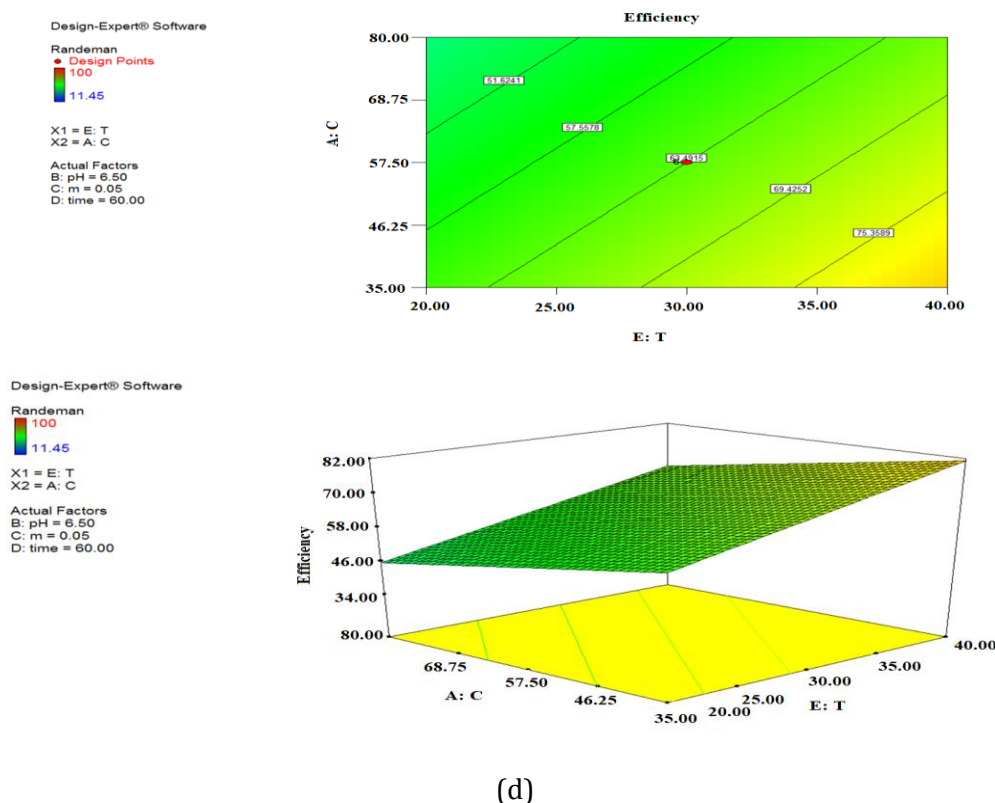 Design-Expert® Software
Randeman
Design Points
100
11.45
X1 = E: T
X2 = A: C
Actual Factors
B: pH = 6.50
C: m = 0.05
D: time = 60.00
Efficiency
80.00
68.75
57.50
46.25
35.00
A: C
51.6241
57.5578
63.4915
69.4252
75.3589
20.00 25.00 30.00 35.00 40.00
E: T
Design-Expert® Software
Randeman
100
11.45
X1 = E: T
X2 = A: C
Actual Factors
B: pH = 6.50
C: m = 0.05
D: time = 60.00
82.00
70.00
58.00
46.00
34.00
Efficiency
80.00
68.75
57.50
46.25
35.00
A: C
20.00
25.00
30.00
35.00
40.00
E: T
(d)